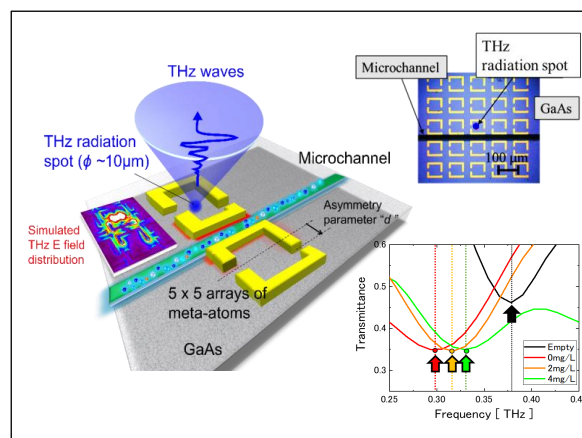 THz waves
THz radiation
spot (ϕ ~10μm)
Microchannel
Simulated
THz E field
distribution
Asymmetry
parameter "d"
5 x 5 arrays of
meta-atoms
GaAs
THz
radiation spot
Microchannel
GaAs
100 μm
Transmittance
0.6
0.5
0.4
0.3
Empty
0mg/L
2mg/L
4mg/L
0.25 0.30 0.35 0.40 0.45
Frequency [ THz ]